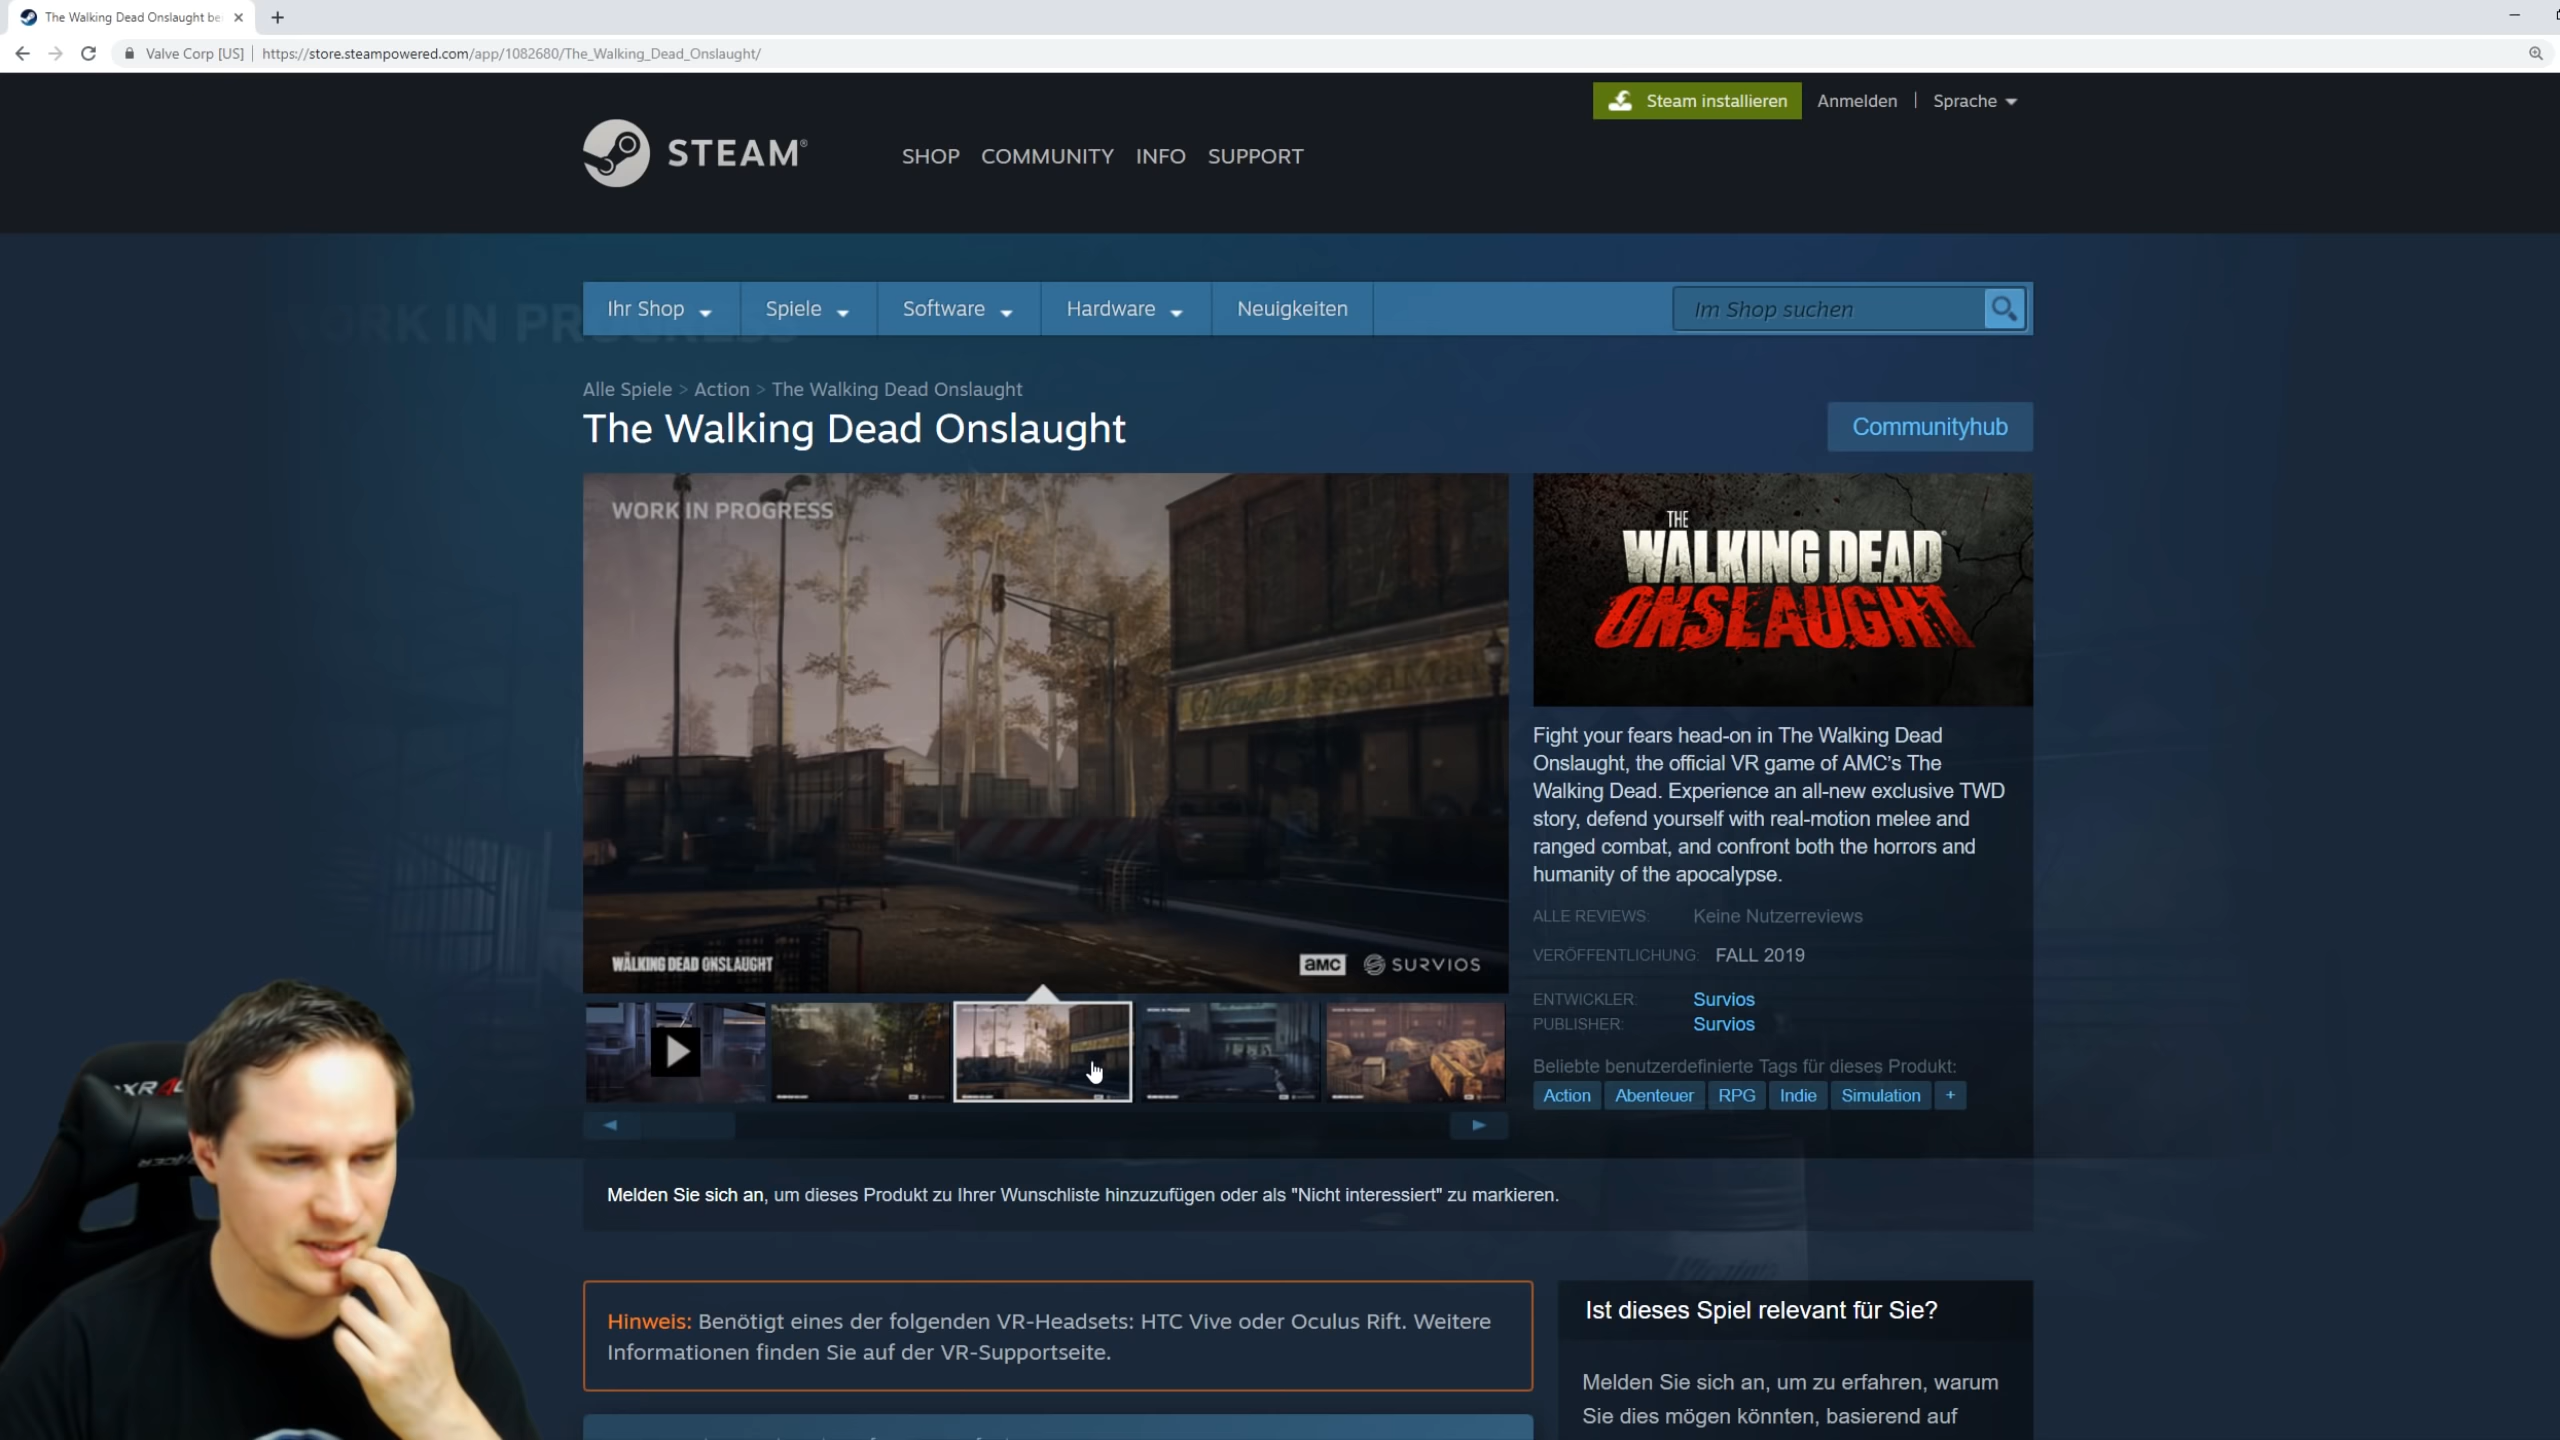 The Walking Dead Onslaught be
Valve Corp [US] | https://store.steampowered.com/app/1082680/The_Walking_Dead_Onslaught/
Steam installieren Anmelden | Sprache
STEAM®
SHOP COMMUNITY INFO SUPPORT
WORK IN PROGRESS
Ihr Shop Spiele Software Hardware Neuigkeiten Im Shop suchen
Alle Spiele > Action > The Walking Dead Onslaught
The Walking Dead Onslaught
Communityhub
WORK IN PROGRESS
THE
WALKING DEAD
ONSLAUGHT
THE WALKING DEAD ONSLAUGHT
aMC SURVIOS
Fight your fears head-on in The Walking Dead
Onslaught, the official VR game of AMC's The
Walking Dead. Experience an all-new exclusive TWD
story, defend yourself with real-motion melee and
ranged combat, and confront both the horrors and
humanity of the apocalypse.
ALLE REVIEWS: Keine Nutzerreviews
VERÖFFENTLICHUNG: FALL 2019
ENTWICKLER: Survios
PUBLISHER: Survios
Beliebte benutzerdefinierte Tags für dieses Produkt:
Action Abenteuer RPG Indie Simulation +
Melden Sie sich an, um dieses Produkt zu Ihrer Wunschliste hinzuzufügen oder als "Nicht interessiert" zu markieren.
Hinweis: Benötigt eines der folgenden VR-Headsets: HTC Vive oder Oculus Rift. Weitere
Informationen finden Sie auf der VR-Supportseite.
Ist dieses Spiel relevant für Sie?
Melden Sie sich an, um zu erfahren, warum
Sie dies mögen könnten, basierend auf